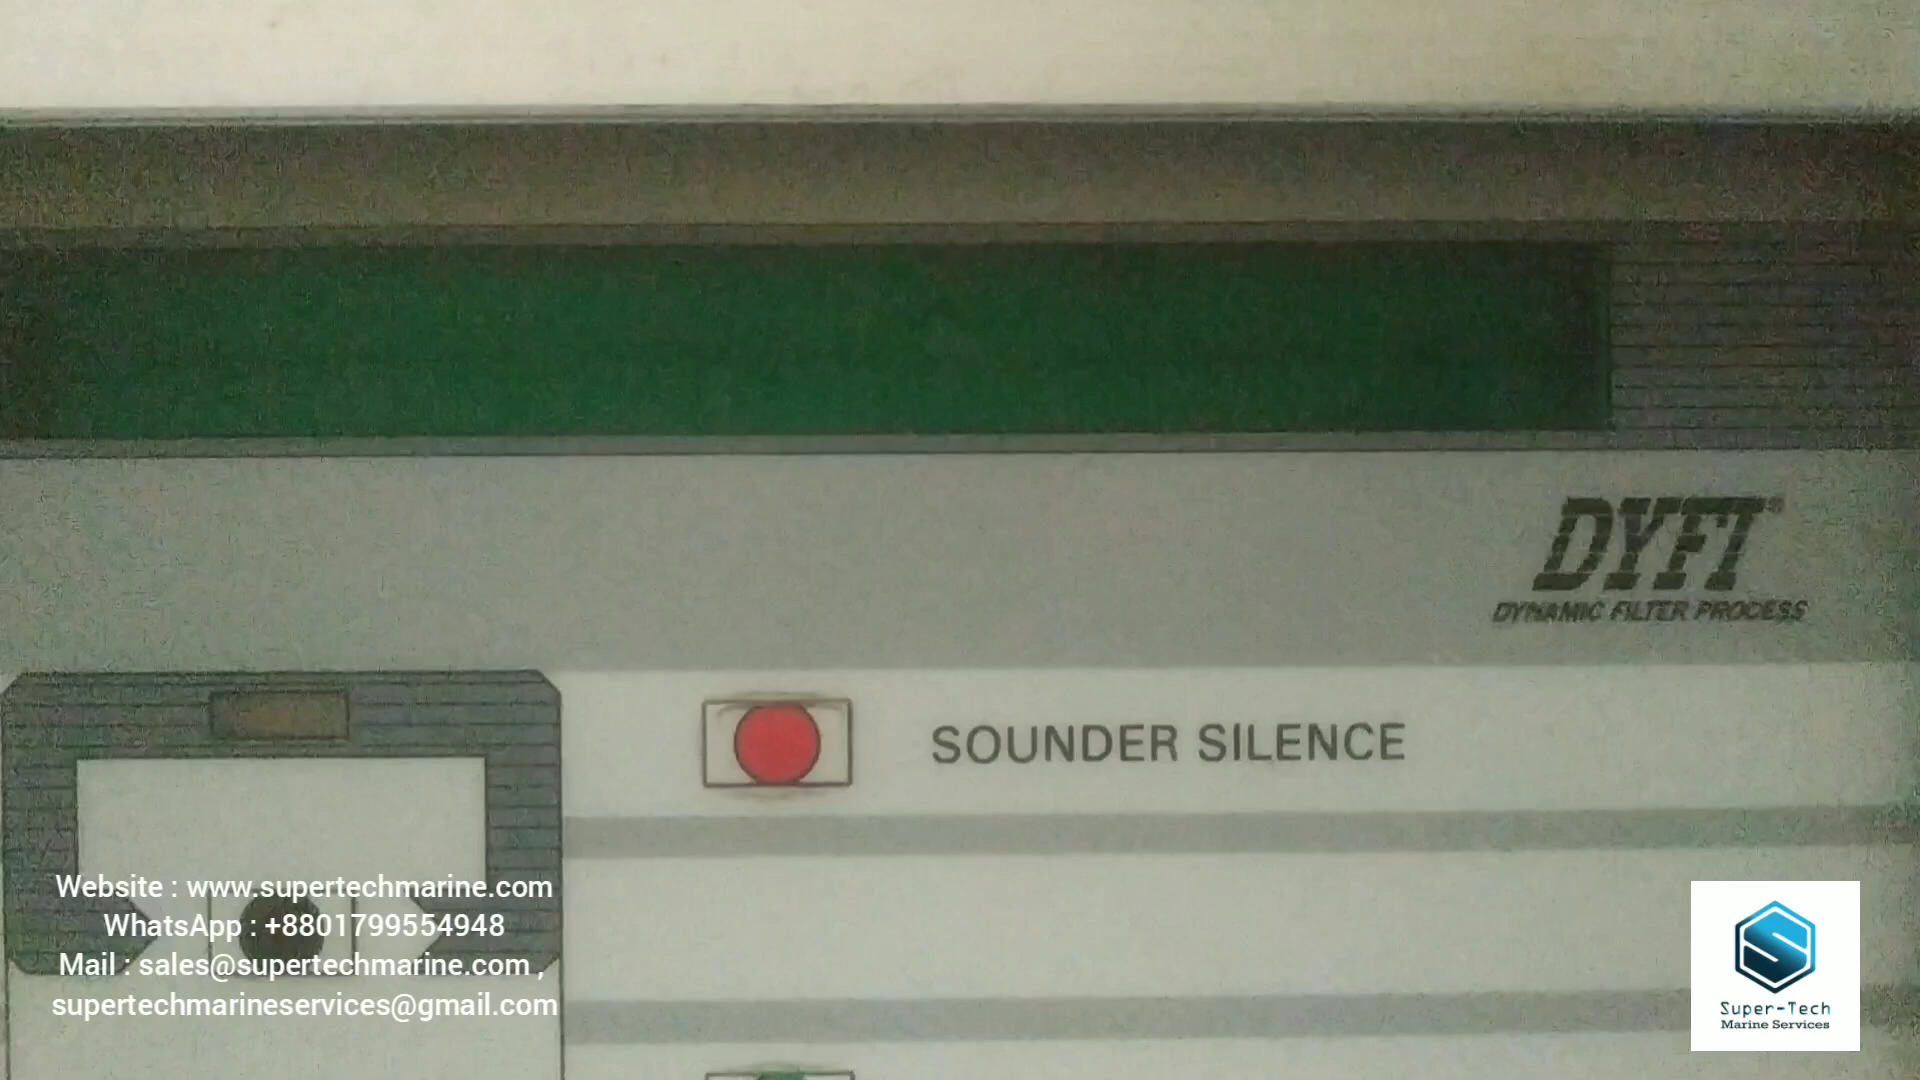 DYFI®
DYNAMIC FILTER PROCESS
SOUNDER SILENCE
Website : www.supertechmarine.com
WhatsApp : +8801799554948
Mail : sales@supertechmarine.com ,
supertechmarineservices@gmail.com
Super-Tech
Marine Services